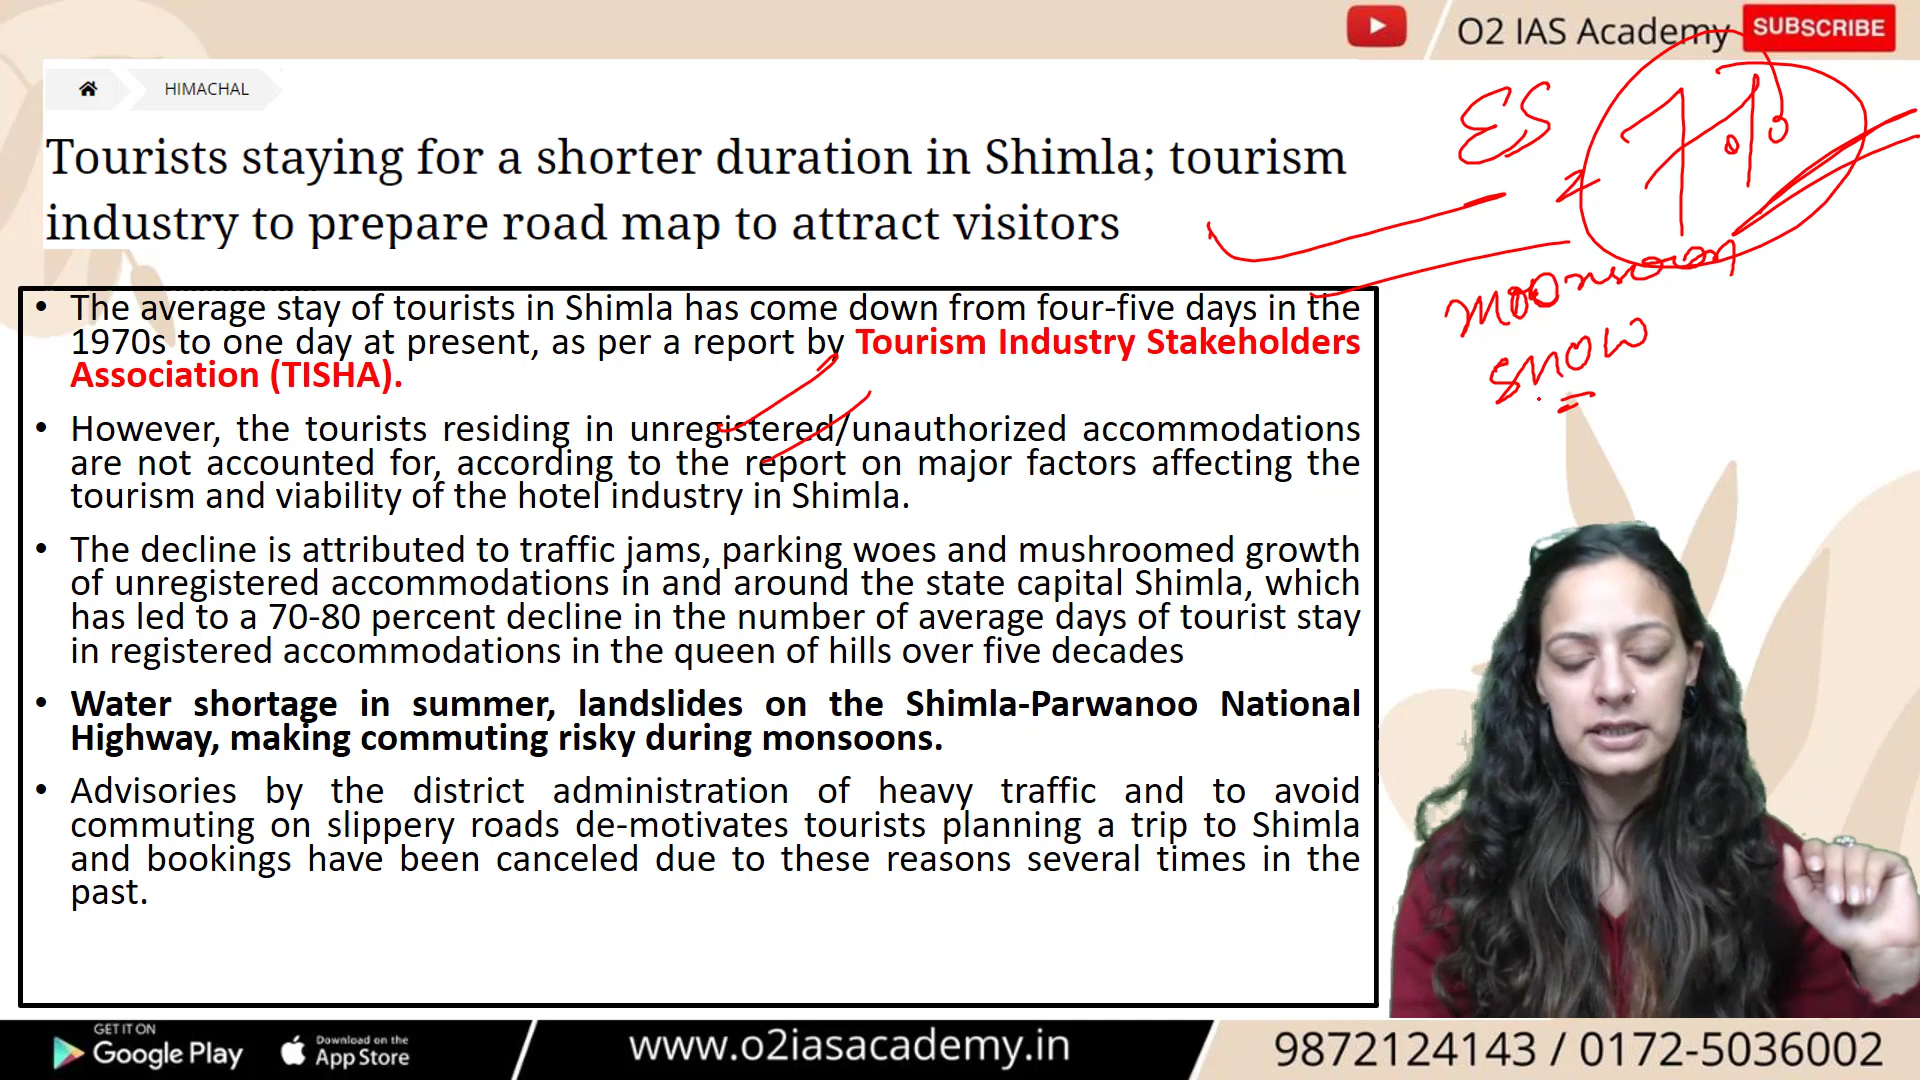 O2 IAS Academy SUBSCRIBE
HIMACHAL
Tourists staying for a shorter duration in Shimla; tourism
industry to prepare road map to attract visitors
ES
7%
moonsoon
snow
• The average stay of tourists in Shimla has come down from four-five days in the
1970s to one day at present, as per a report by Tourism Industry Stakeholders
Association (TISHA).
• However, the tourists residing in unregistered/unauthorized accommodations
are not accounted for, according to the report on major factors affecting the
tourism and viability of the hotel industry in Shimla.
• The decline is attributed to traffic jams, parking woes and mushroomed growth
of unregistered accommodations in and around the state capital Shimla, which
has led to a 70-80 percent decline in the number of average days of tourist stay
in registered accommodations in the queen of hills over five decades
• Water shortage in summer, landslides on the Shimla-Parwanoo National
Highway, making commuting risky during monsoons.
• Advisories by the district administration of heavy traffic and to avoid
commuting on slippery roads de-motivates tourists planning a trip to Shimla
and bookings have been canceled due to these reasons several times in the
past.
GET IT ON
Google Play
Download on the
App Store
www.o2iasacademy.in
9872124143 / 0172-5036002